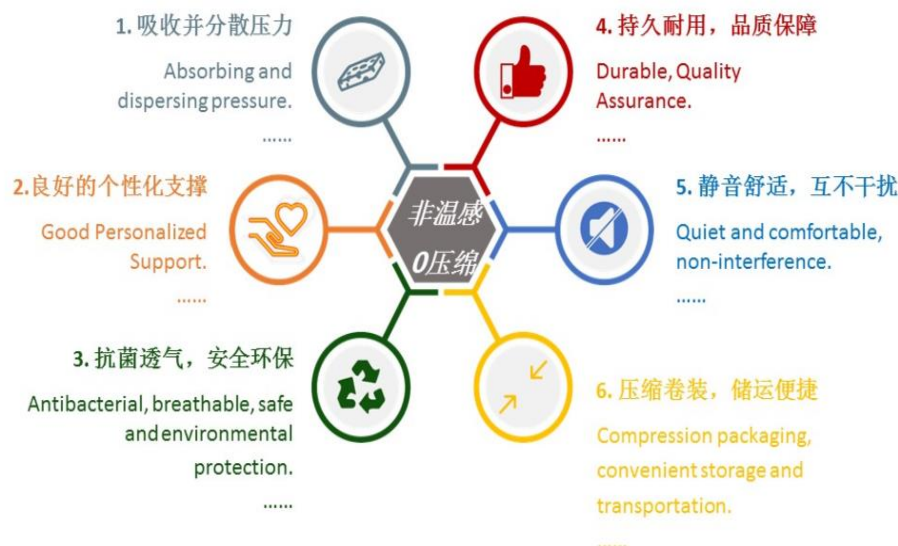 1. 吸收并分散压力
Absorbing and
dispersing pressure.
......
2.良好的个性化支撑
Good Personalized
Support.
......
3. 抗菌透气，安全环保
Antibacterial, breathable, safe
and environmental
protection.
......
非温感
0压绵
4. 持久耐用，品质保障
Durable, Quality
Assurance.
......
5. 静音舒适，互不干扰
Quiet and comfortable,
non-interference.
......
6. 压缩卷装，储运便捷
Compression packaging,
convenient storage and
transportation.
......